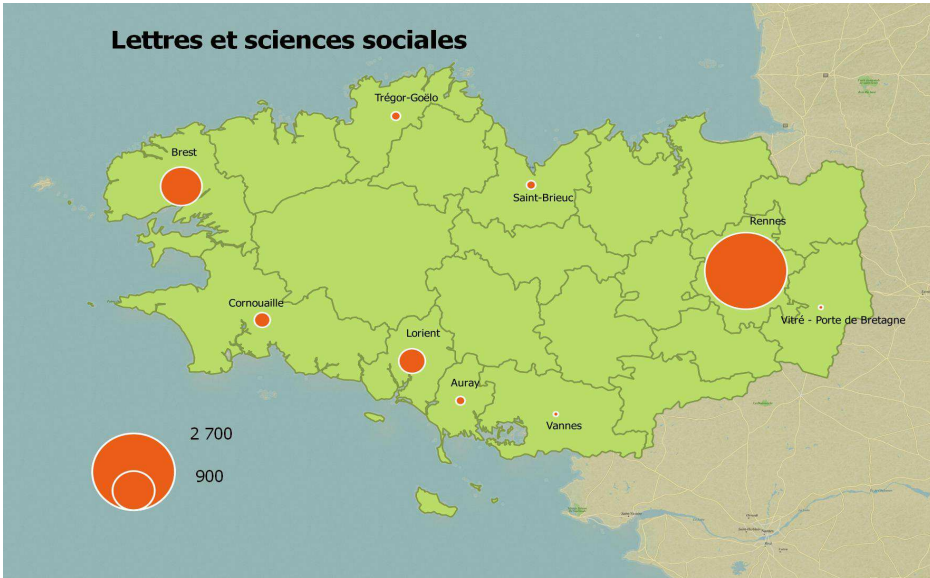 Lettres et sciences sociales
Trégor-Goëlo
Brest
Saint-Brieuc
Rennes
Cornouaille
Vitré - Porte de Bretagne
Lorient
Auray
Vannes
2 700
900